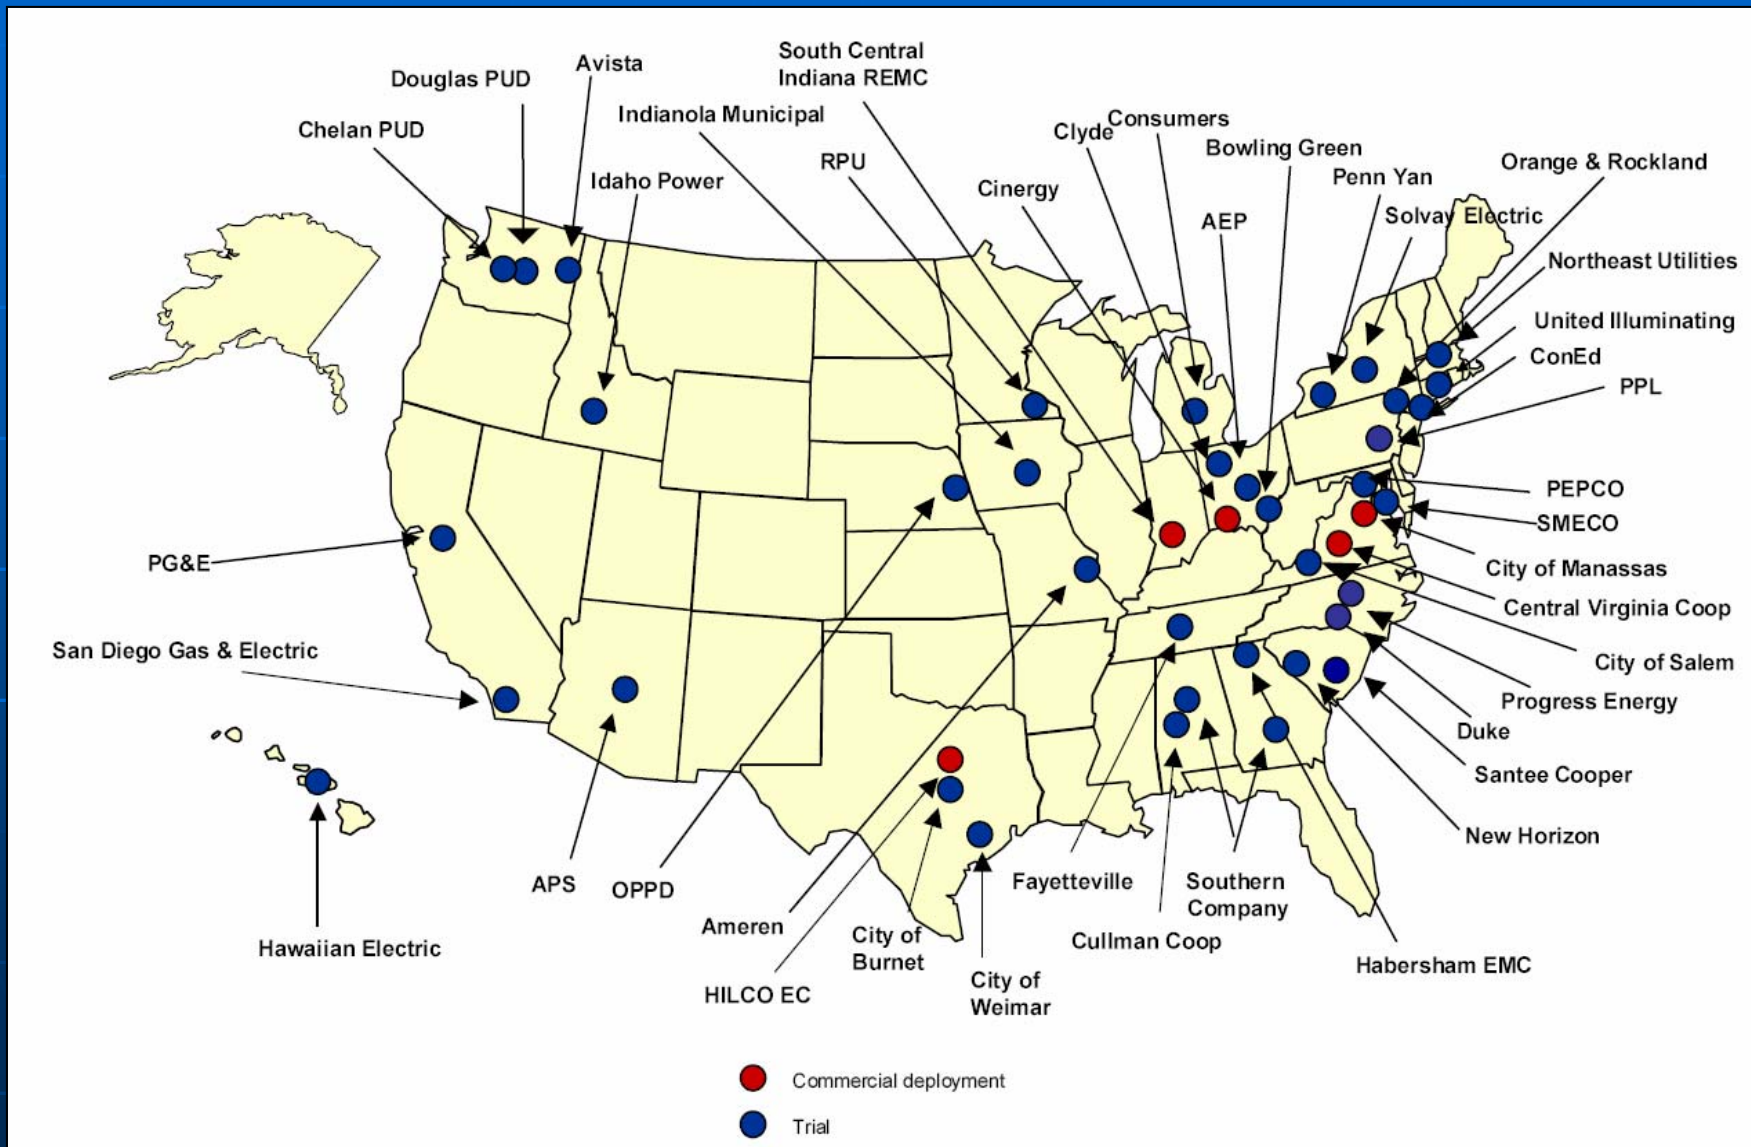 South Central
Indiana REMC
Avista
Douglas PUD
Indianola Municipal
Consumers
Chelan PUD
Clyde
Bowling Green
RPU
Orange & Rockland
Penn Yan
Idaho Power
Cinergy
Solvay Electric
AEP
Northeast Utilities
United Illuminating
ConEd
PPL
PEPCO
SMECO
PG&E
City of Manassas
Central Virginia Coop
San Diego Gas & Electric
City of Salem
Progress Energy
Duke
Santee Cooper
New Horizon
APS
OPPD
Fayetteville
Southern
Company
Ameren
City of
Burnet
Cullman Coop
Hawaiian Electric
Habersham EMC
HILCO EC
City of
Weimar
Commercial deployment
Trial